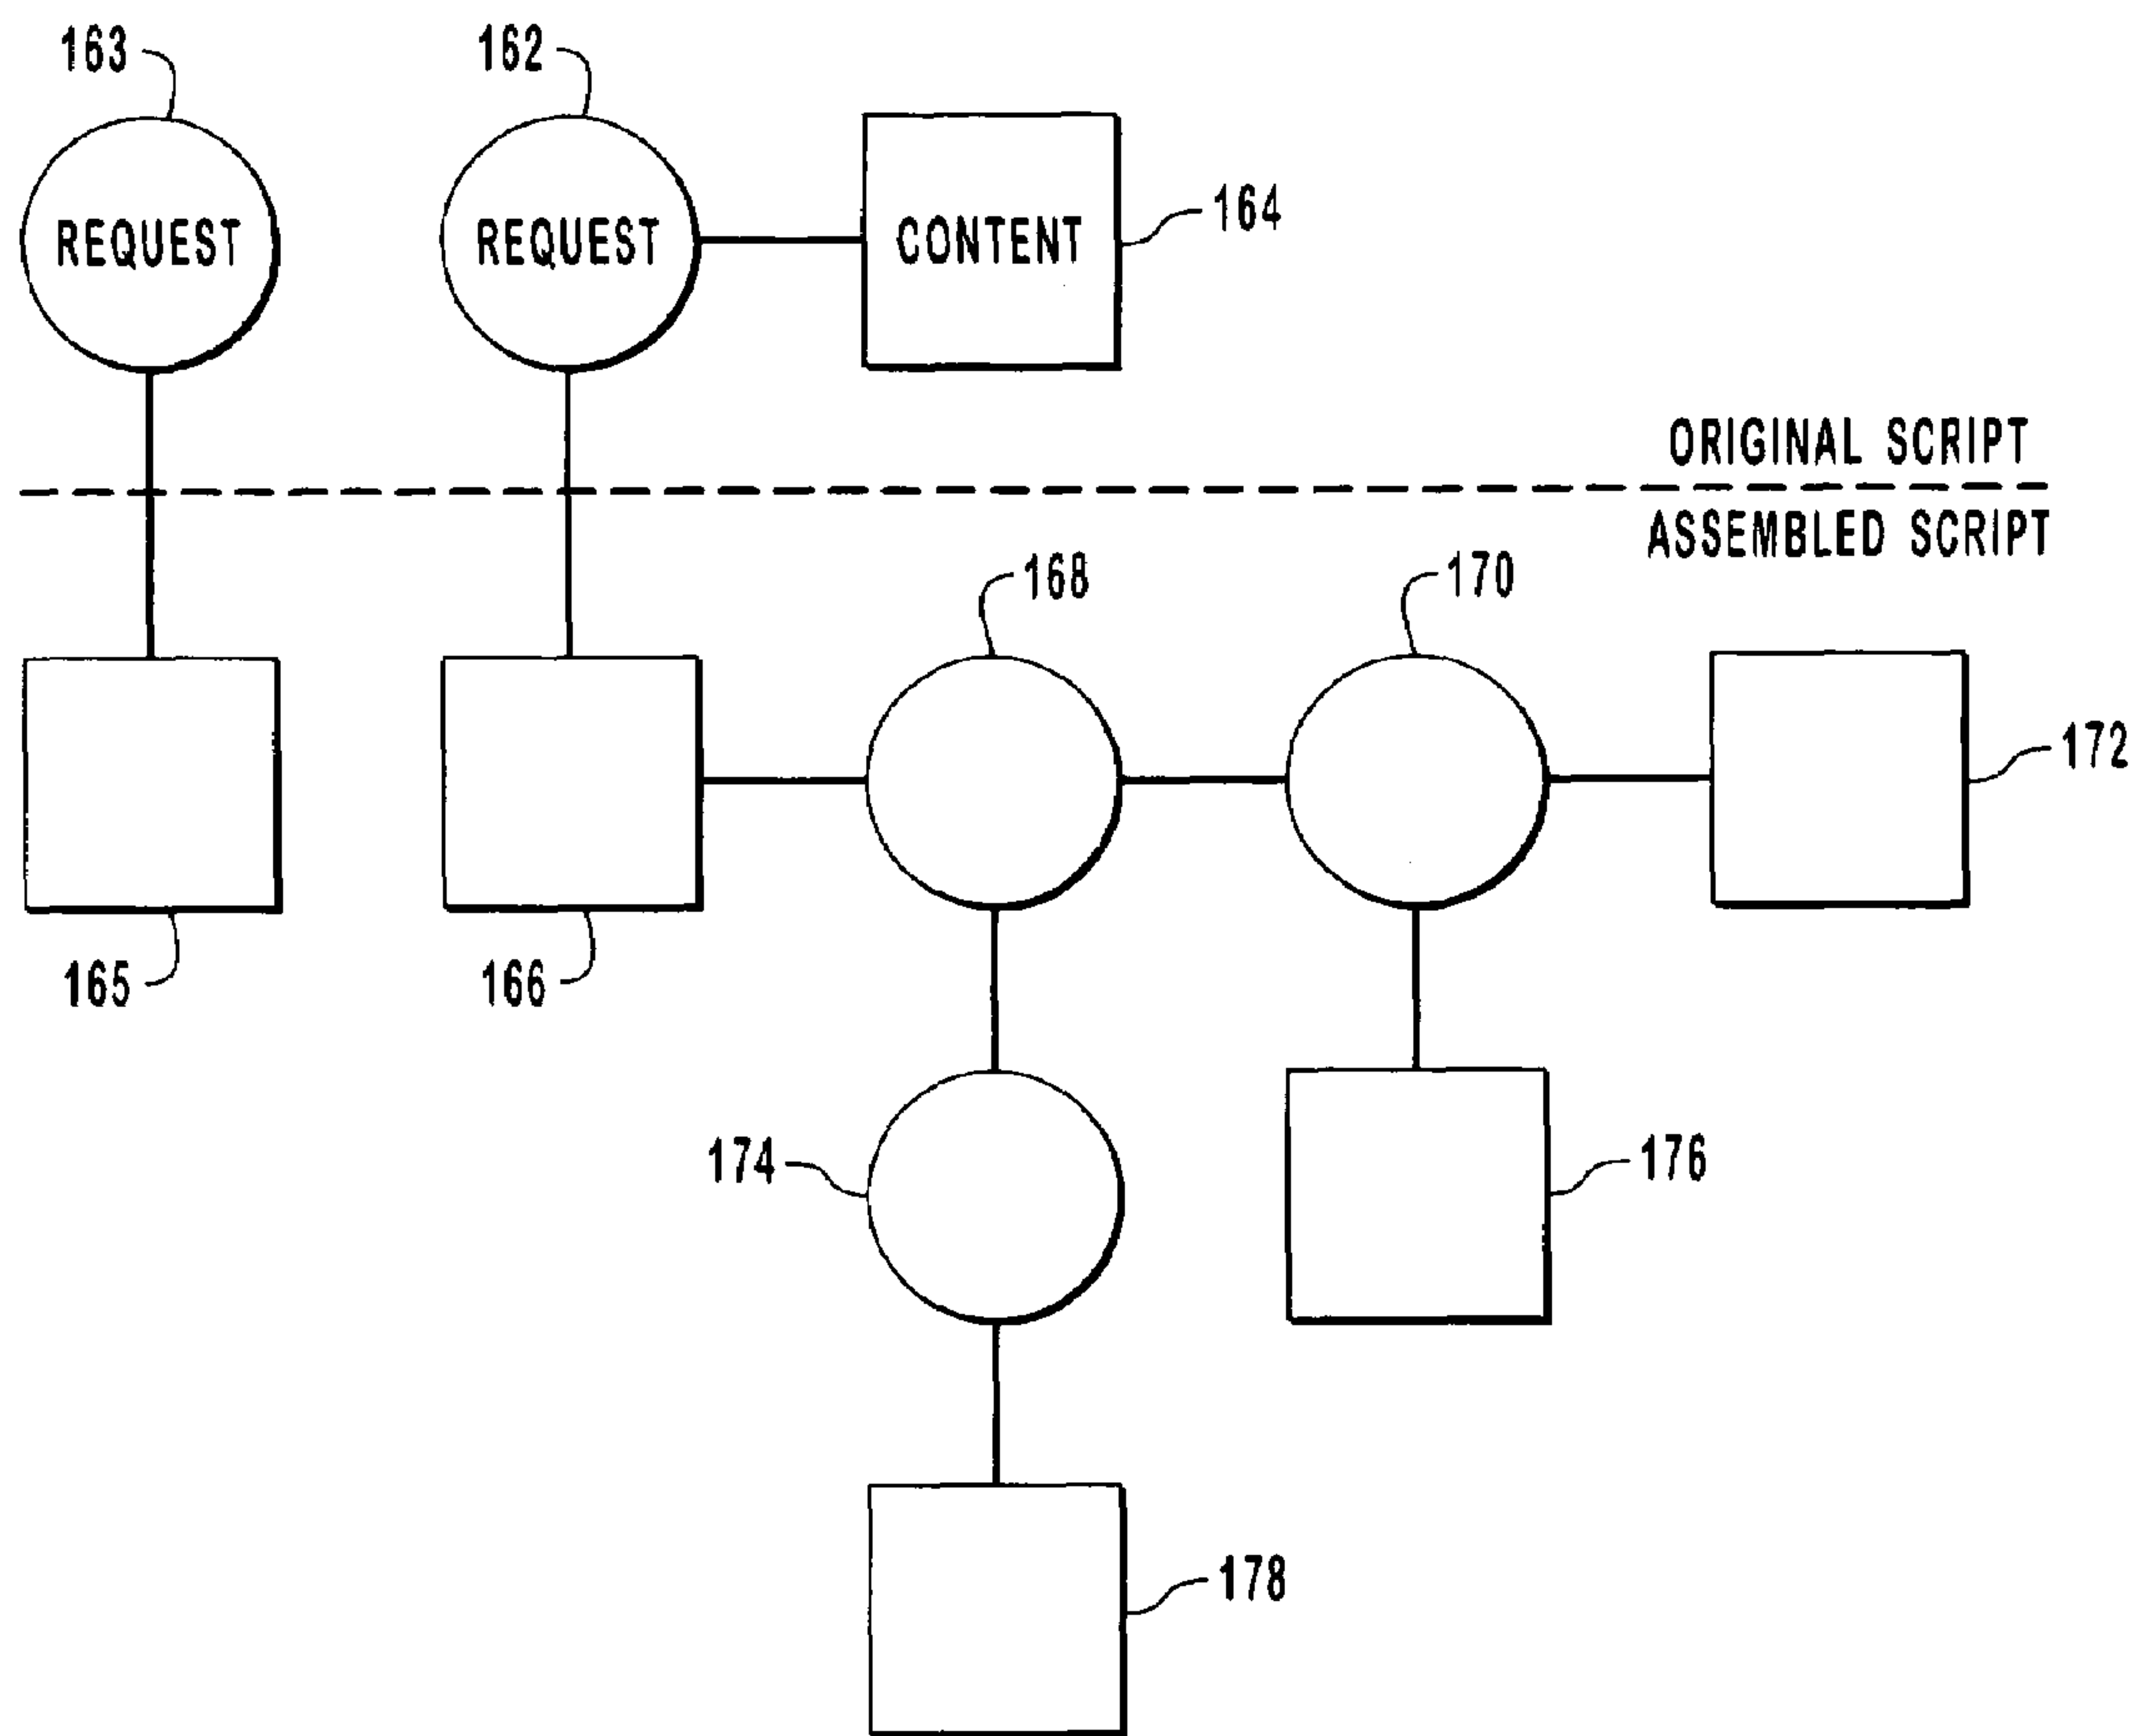 163
162
REQUEST
REQUEST
CONTENT
164
ORIGINAL SCRIPT
ASSEMBLED SCRIPT
168
170
172
165
166
174
176
178